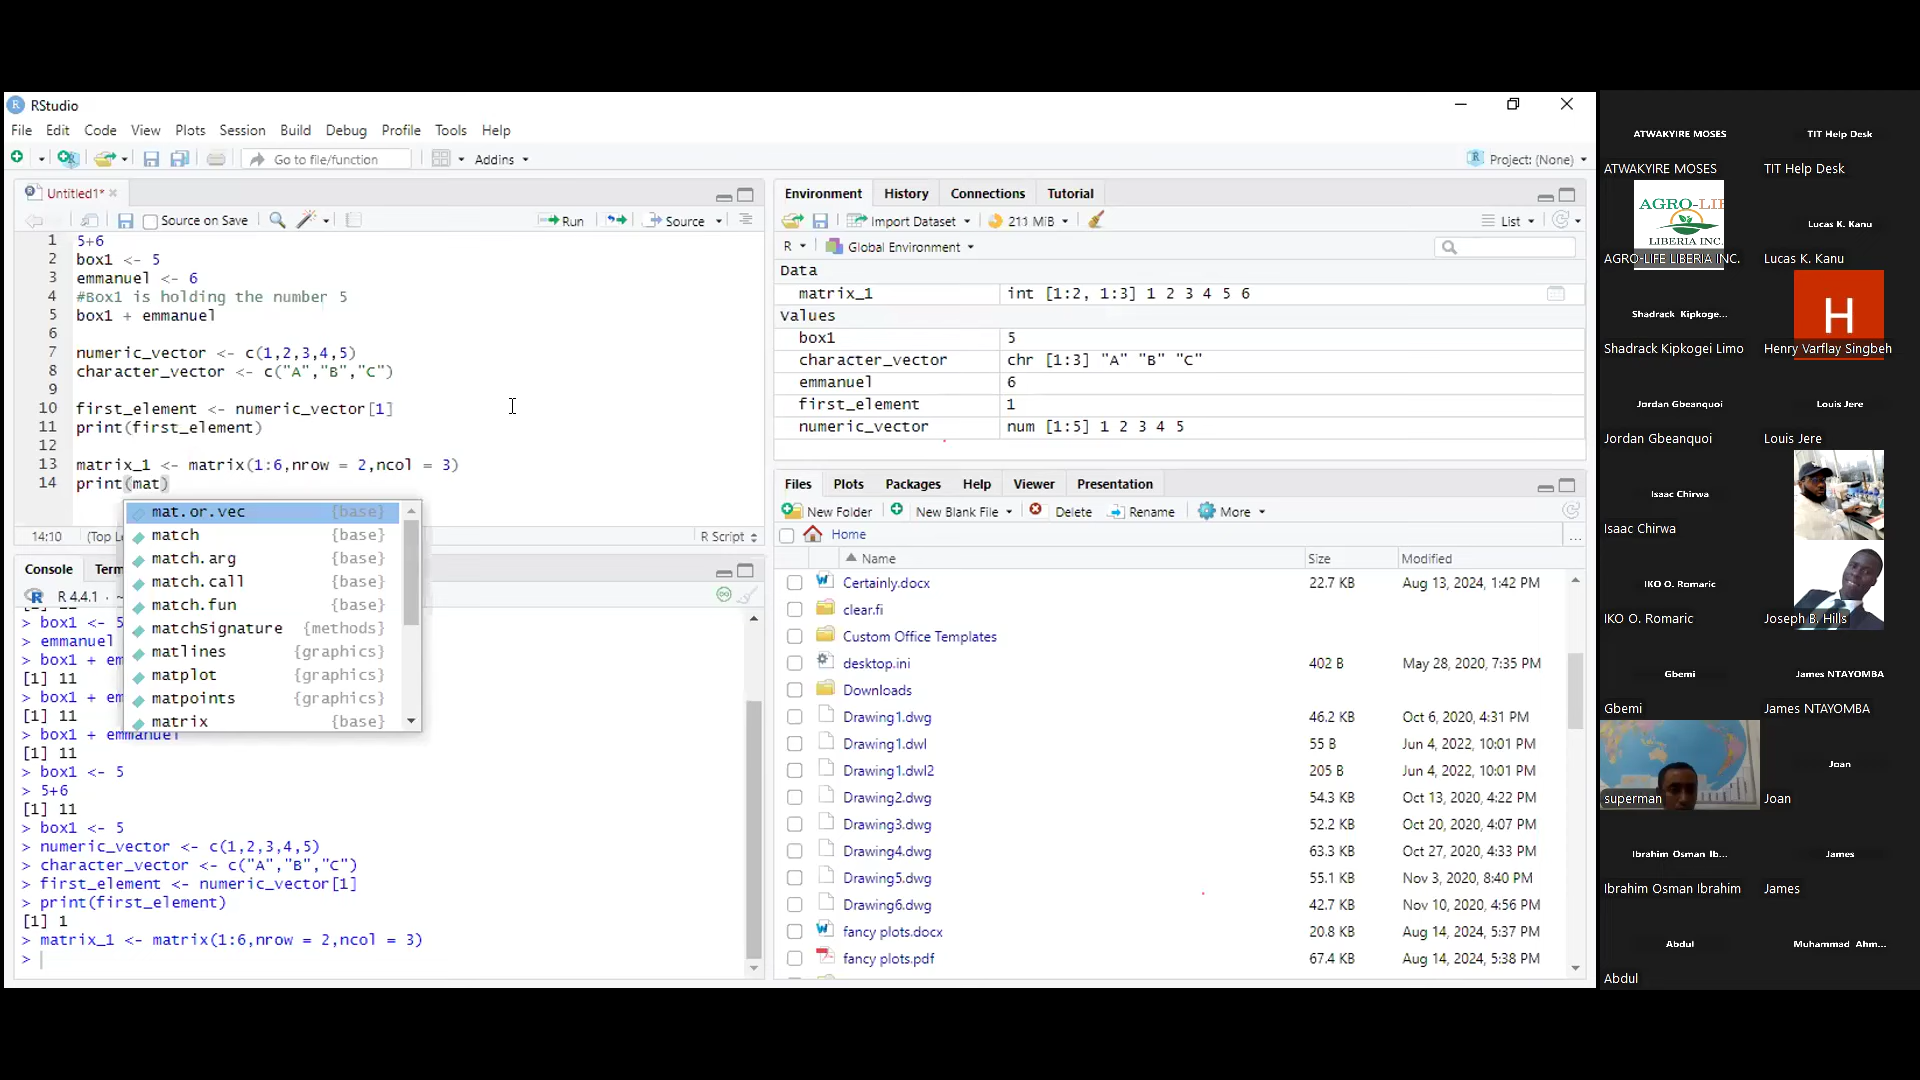 RStudio
File Edit Code View Plots Session Build Debug Profile Tools Help
Go to file/function Addins Project: (None)
Untitled1*
Source on Save Run Source
1 5+6
2 box1 <- 5
3 emmanuel <- 6
4 #Box1 is holding the number 5
5 box1 + emmanuel
6
7 numeric_vector <- c(1,2,3,4,5)
8 character_vector <- c("A","B","C")
9
10 first_element <- numeric_vector[1]
11 print(first_element)
12
13 matrix_1 <- matrix(1:6,nrow = 2,ncol = 3)
14 print(mat)
mat.or.vec {base}
match {base}
match.arg {base}
match.call {base}
match.fun {base}
matchSignature {methods}
matlines {graphics}
matplot {graphics}
matpoints {graphics}
matrix {base}
14:10 (Top L R Script
Console Term
R 4.4.1 · ~
> box1 <- 5
> emmanuel
> box1 + em
[1] 11
> box1 + em
[1] 11
> box1 + emmanuel
[1] 11
> box1 <- 5
> 5+6
[1] 11
> box1 <- 5
> numeric_vector <- c(1,2,3,4,5)
> character_vector <- c("A","B","C")
> first_element <- numeric_vector[1]
> print(first_element)
[1] 1
> matrix_1 <- matrix(1:6,nrow = 2,ncol = 3)
>
Environment History Connections Tutorial
Import Dataset 211 MiB List
R Global Environment
Data
matrix_1 int [1:2, 1:3] 1 2 3 4 5 6
Values
box1 5
character_vector chr [1:3] "A" "B" "C"
emmanuel 6
first_element 1
numeric_vector num [1:5] 1 2 3 4 5
Files Plots Packages Help Viewer Presentation
New Folder New Blank File Delete Rename More
Home ...
Name Size Modified
Certainly.docx 22.7 KB Aug 13, 2024, 1:42 PM
clear.fi
Custom Office Templates
desktop.ini 402 B May 28, 2020, 7:35 PM
Downloads
Drawing1.dwg 46.2 KB Oct 6, 2020, 4:31 PM
Drawing1.dwl 55 B Jun 4, 2022, 10:01 PM
Drawing1.dwl2 205 B Jun 4, 2022, 10:01 PM
Drawing2.dwg 54.3 KB Oct 13, 2020, 4:22 PM
Drawing3.dwg 52.2 KB Oct 20, 2020, 4:07 PM
Drawing4.dwg 63.3 KB Oct 27, 2020, 4:33 PM
Drawing5.dwg 55.1 KB Nov 3, 2020, 8:40 PM
Drawing6.dwg 42.7 KB Nov 10, 2020, 4:56 PM
fancy plots.docx 20.8 KB Aug 14, 2024, 5:37 PM
fancy plots.pdf 67.4 KB Aug 14, 2024, 5:38 PM
ATWAKYIRE MOSES TIT Help Desk
ATWAKYIRE MOSES TIT Help Desk
AGRO-LIF
LIBERIA INC.
Lucas K. Kanu
AGRO-LIFE LIBERIA INC. Lucas K. Kanu
Shadrack Kipkoge... H
Shadrack Kipkogei Limo Henry Varflay Singbeh
Jordan Gbeanquoi Louis Jere
Jordan Gbeanquoi Louis Jere
Isaac Chirwa
Isaac Chirwa
IKO O. Romaric
IKO O. Romaric Joseph B. Hills
Gbemi James NTAYOMBA
Gbemi James NTAYOMBA
Joan
superman Joan
Ibrahim Osman Ib... James
Ibrahim Osman Ibrahim James
Abdul Muhammad Ahm...
Abdul